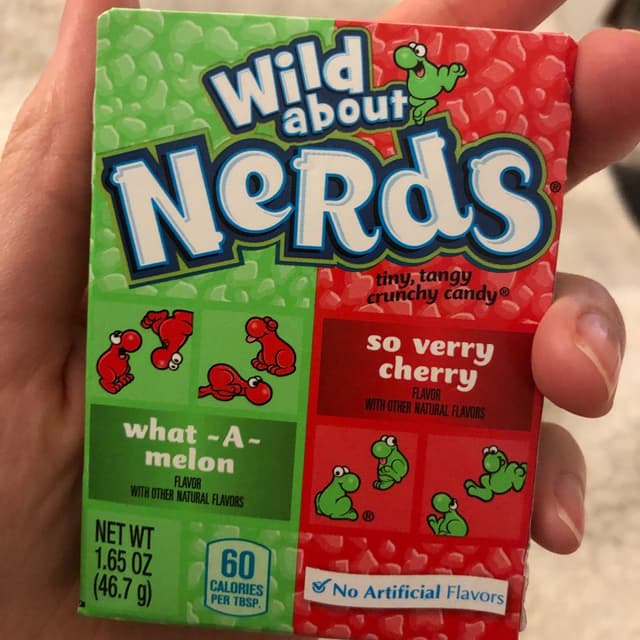 Wild
about
NeRdS®
tiny, tangy
crunchy candy®
so verry
cherry
FLAVOR
WITH OTHER NATURAL FLAVORS
what ~A~
melon
FLAVOR
WITH OTHER NATURAL FLAVORS
®
NET WT
1.65 OZ
(46.7 g)
60
CALORIES
PER TBSP.
No Artificial Flavors